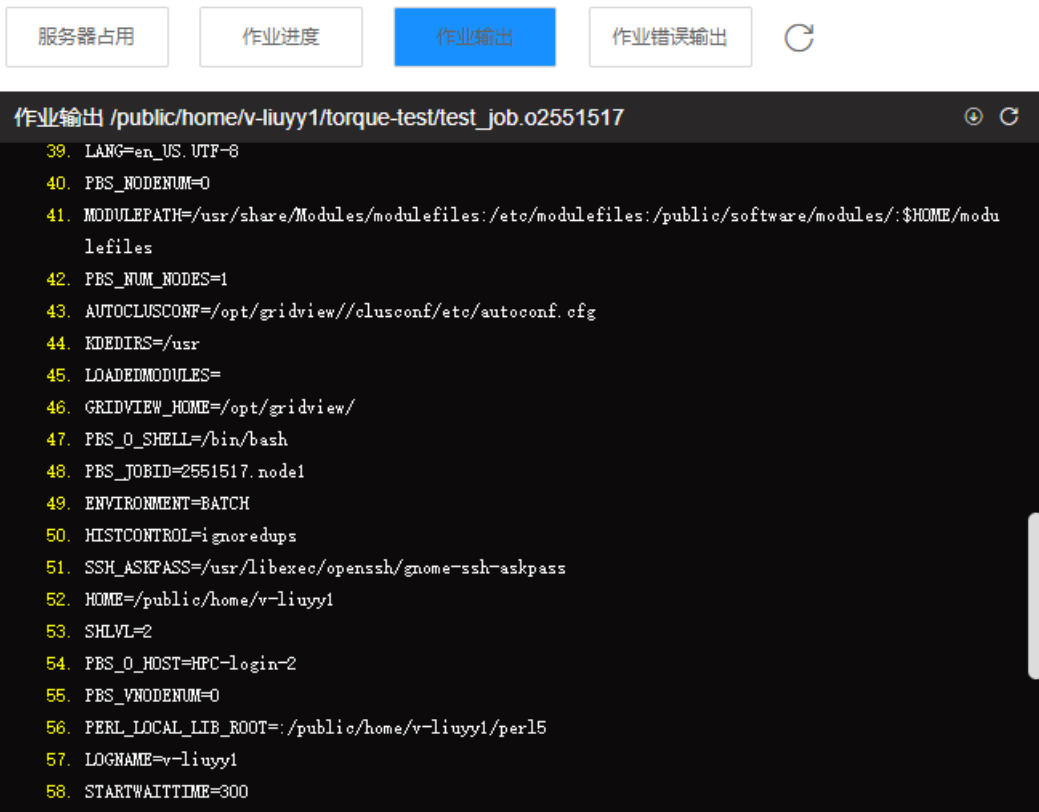 服务器占用 作业进度 作业输出 作业错误输出
作业输出 /public/home/v-liuyy1/torque-test/test_job.o2551517
39. LANG=en_US.UTF-8
40. PBS_NODENUM=0
41. MODULEPATH=/usr/share/Modules/modulefiles:/etc/modulefiles:/public/software/modules/:$HOME/modu
lefiles
42. PBS_NUM_NODES=1
43. AUTOCLUSCONF=/opt/gridview//clusconf/etc/autoconf.cfg
44. KDEDIRS=/usr
45. LOADEDMODULES=
46. GRIDVIEW_HOME=/opt/gridview/
47. PBS_O_SHELL=/bin/bash
48. PBS_JOBID=2551517.node1
49. ENVIRONMENT=BATCH
50. HISTCONTROL=ignoredups
51. SSH_ASKPASS=/usr/libexec/openssh/gnome-ssh-askpass
52. HOME=/public/home/v-liuyy1
53. SHLVL=2
54. PBS_O_HOST=HPC-login-2
55. PBS_VNODENUM=0
56. PERL_LOCAL_LIB_ROOT=:/public/home/v-liuyy1/perl5
57. LOGNAME=v-liuyy1
58. STARTWAITTIME=300